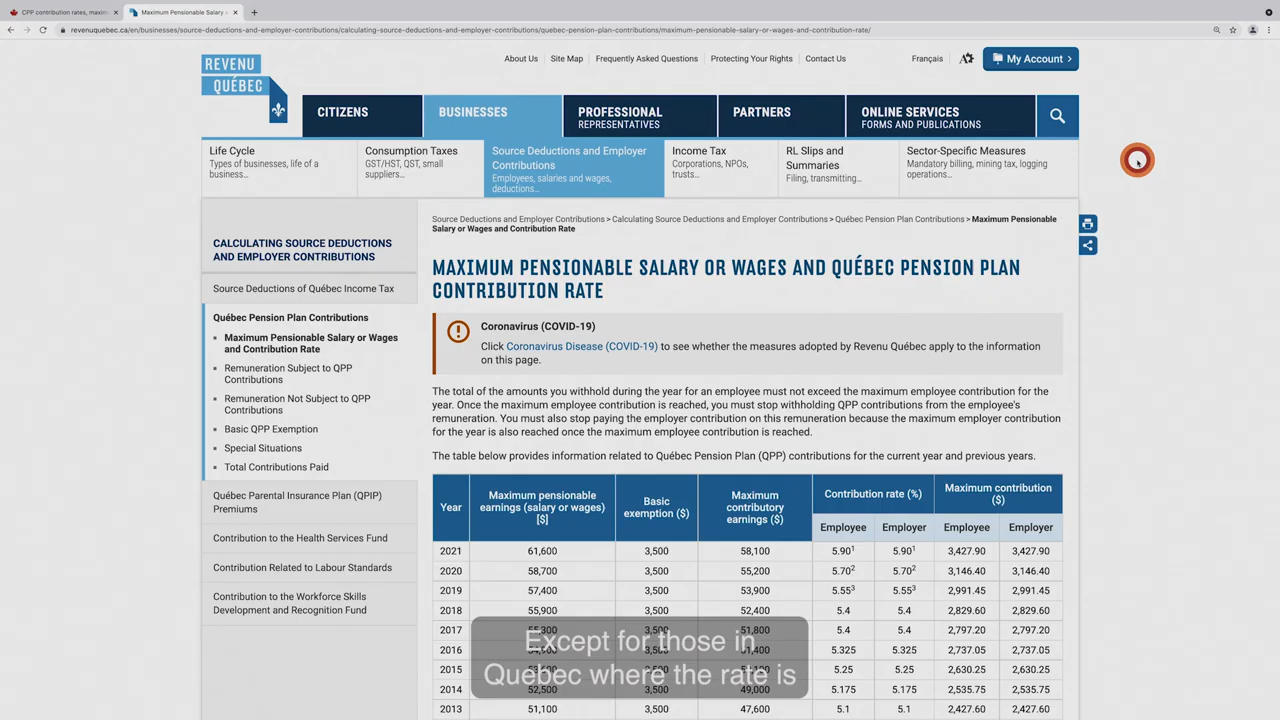 CPP contribution rates, maximu
Maximum Pensionable Salary o
revenuquebec.ca/en/businesses/source-deductions-and-employer-contributions/calculating-source-deductions-and-employer-contributions/quebec-pension-plan-contributions/maximum-pensionable-salary-or-wages-and-contribution-rate/
REVENU
QUÉBEC
About Us
Site Map
Frequently Asked Questions
Protecting Your Rights
Contact Us
Français
My Account
CITIZENS
BUSINESSES
PROFESSIONAL
REPRESENTATIVES
PARTNERS
ONLINE SERVICES
FORMS AND PUBLICATIONS
Life Cycle
Types of businesses, life of a
business...
Consumption Taxes
GST/HST, QST, small
suppliers...
Source Deductions and Employer
Contributions
Employees, salaries and wages,
deductions...
Income Tax
Corporations, NPOs,
trusts...
RL Slips and
Summaries
Filing, transmitting...
Sector-Specific Measures
Mandatory billing, mining tax, logging
operations...
CALCULATING SOURCE DEDUCTIONS
AND EMPLOYER CONTRIBUTIONS
Source Deductions of Québec Income Tax
Québec Pension Plan Contributions
Maximum Pensionable Salary or Wages
and Contribution Rate
Remuneration Subject to QPP
Contributions
Remuneration Not Subject to QPP
Contributions
Basic QPP Exemption
Special Situations
Total Contributions Paid
Québec Parental Insurance Plan (QPIP)
Premiums
Contribution to the Health Services Fund
Contribution Related to Labour Standards
Contribution to the Workforce Skills
Development and Recognition Fund
Source Deductions and Employer Contributions > Calculating Source Deductions and Employer Contributions > Québec Pension Plan Contributions > Maximum Pensionable
Salary or Wages and Contribution Rate
MAXIMUM PENSIONABLE SALARY OR WAGES AND QUÉBEC PENSION PLAN
CONTRIBUTION RATE
Coronavirus (COVID-19)
Click Coronavirus Disease (COVID-19) to see whether the measures adopted by Revenu Québec apply to the information
on this page.
The total of the amounts you withhold during the year for an employee must not exceed the maximum employee contribution for the
year. Once the maximum employee contribution is reached, you must stop withholding QPP contributions from the employee's
remuneration. You must also stop paying the employer contribution on this remuneration because the maximum employer contribution
for the year is also reached once the maximum employee contribution is reached.
The table below provides information related to Québec Pension Plan (QPP) contributions for the current year and previous years.
Year
Maximum pensionable
earnings (salary or wages)
[$]
Basic
exemption ($)
Maximum
contributory
earnings ($)
Contribution rate (%)
Maximum contribution
($)
Employee Employer Employee Employer
2021 61,600 3,500 58,100 5.90¹ 5.90¹ 3,427.90 3,427.90
2020 58,700 3,500 55,200 5.70² 5.70² 3,146.40 3,146.40
2019 57,400 3,500 53,900 5.55³ 5.55³ 2,991.45 2,991.45
2018 55,900 3,500 52,400 5.4 5.4 2,829.60 2,829.60
2017 3,500 51,800 5.4 5.4 2,797.20 2,797.20
2016 5.325 5.325 2,737.05 2,737.05
2015 5.25 5.25 2,630.25 2,630.25
2014 52,500 3,500 49,000 5.175 5.175 2,535.75 2,535.75
2013 51,100 3,500 47,600 5.1 5.1 2,427.60 2,427.60
Except for those in
Quebec where the rate is